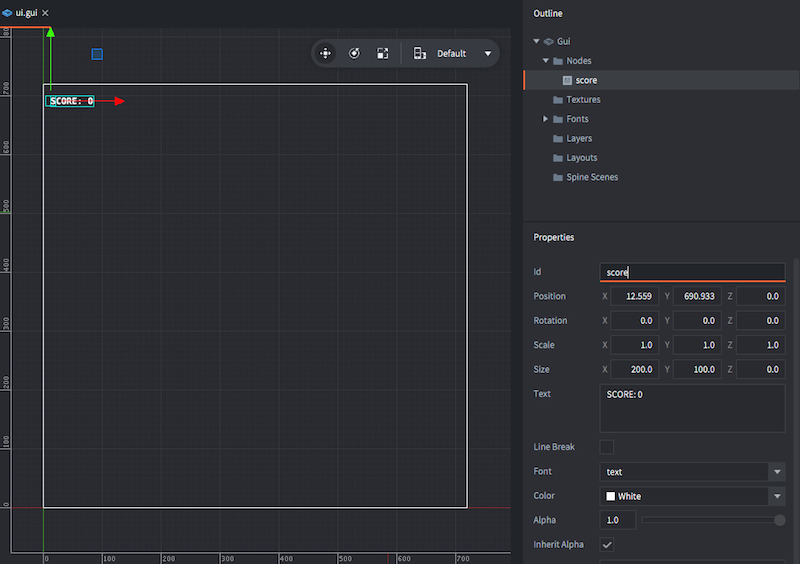 ui.gui
Default
800
700
600
500
400
300
200
100
0
SCORE: 0
0
100
200
300
400
500
600
700
Outline
Gui
Nodes
score
Textures
Fonts
Layers
Layouts
Spine Scenes
Properties
Id score
Position X 12.559 Y 690.933 Z 0.0
Rotation X 0.0 Y 0.0 Z 0.0
Scale X 1.0 Y 1.0 Z 1.0
Size X 200.0 Y 100.0 Z 0.0
Text SCORE: 0
Line Break
Font text
Color White
Alpha 1.0
Inherit Alpha